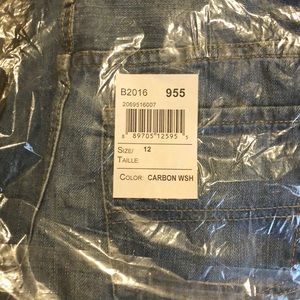 B2016 955
2069516007
8 89705 12595 5
SIZE/ 12
TAILLE:
COLOR: CARBON WSH